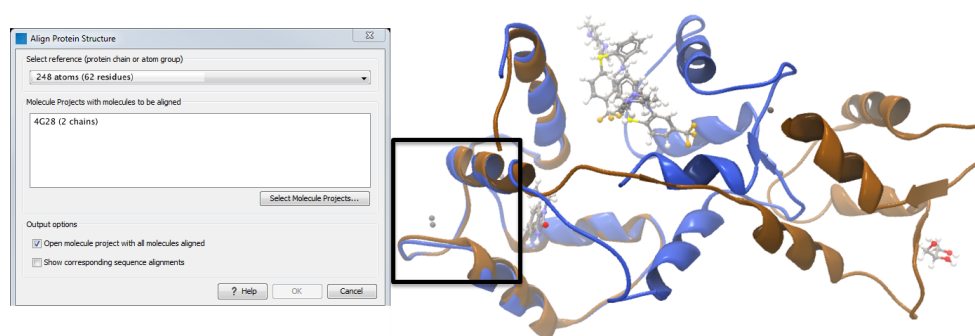 Align Protein Structure
Select reference (protein chain or atom group)
248 atoms (62 residues)
Molecule Projects with molecules to be aligned
4G28 (2 chains)
Select Molecule Projects...
Output options
Open molecule project with all molecules aligned
Show corresponding sequence alignments
? Help OK Cancel